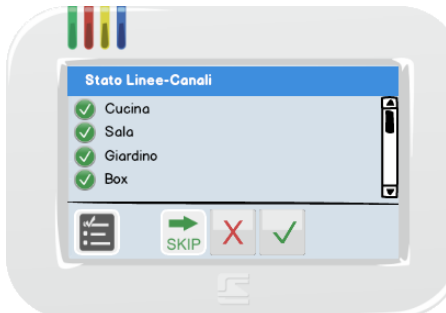 Stato Linee-Canali
Cucina
Sala
Giardino
Box
SKIP